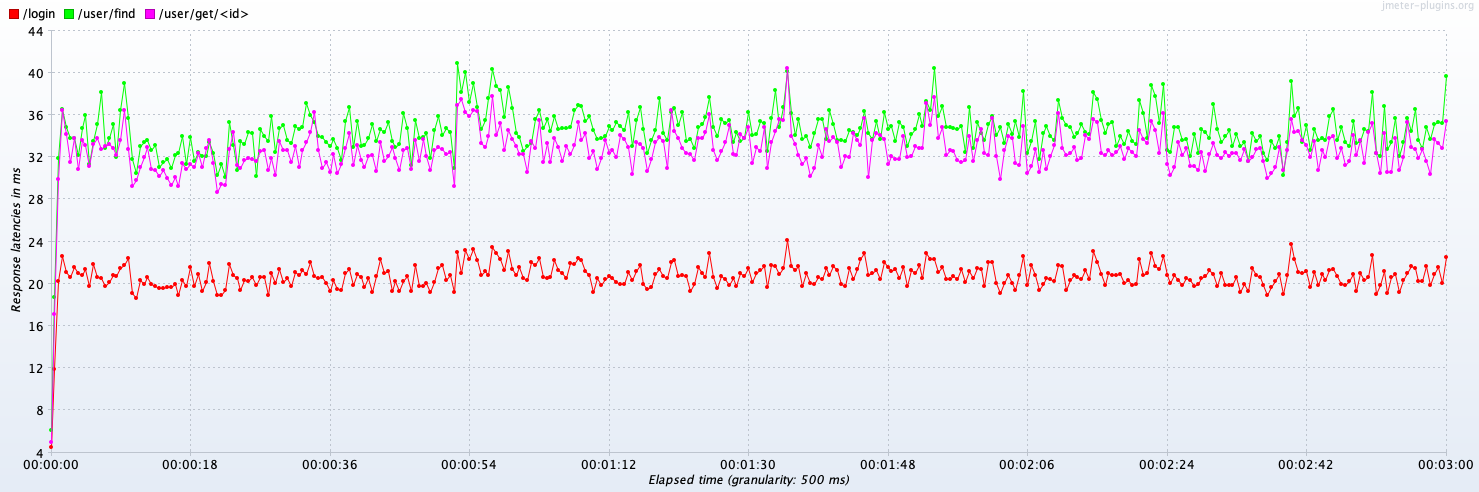 /login /user/find /user/get/<id>
jmeter-plugins.org
44
40
36
32
28
24
20
16
12
8
4
Response latencies in ms
00:00:00 00:00:18 00:00:36 00:00:54 00:01:12 00:01:30 00:01:48 00:02:06 00:02:24 00:02:42 00:03:00
Elapsed time (granularity: 500 ms)